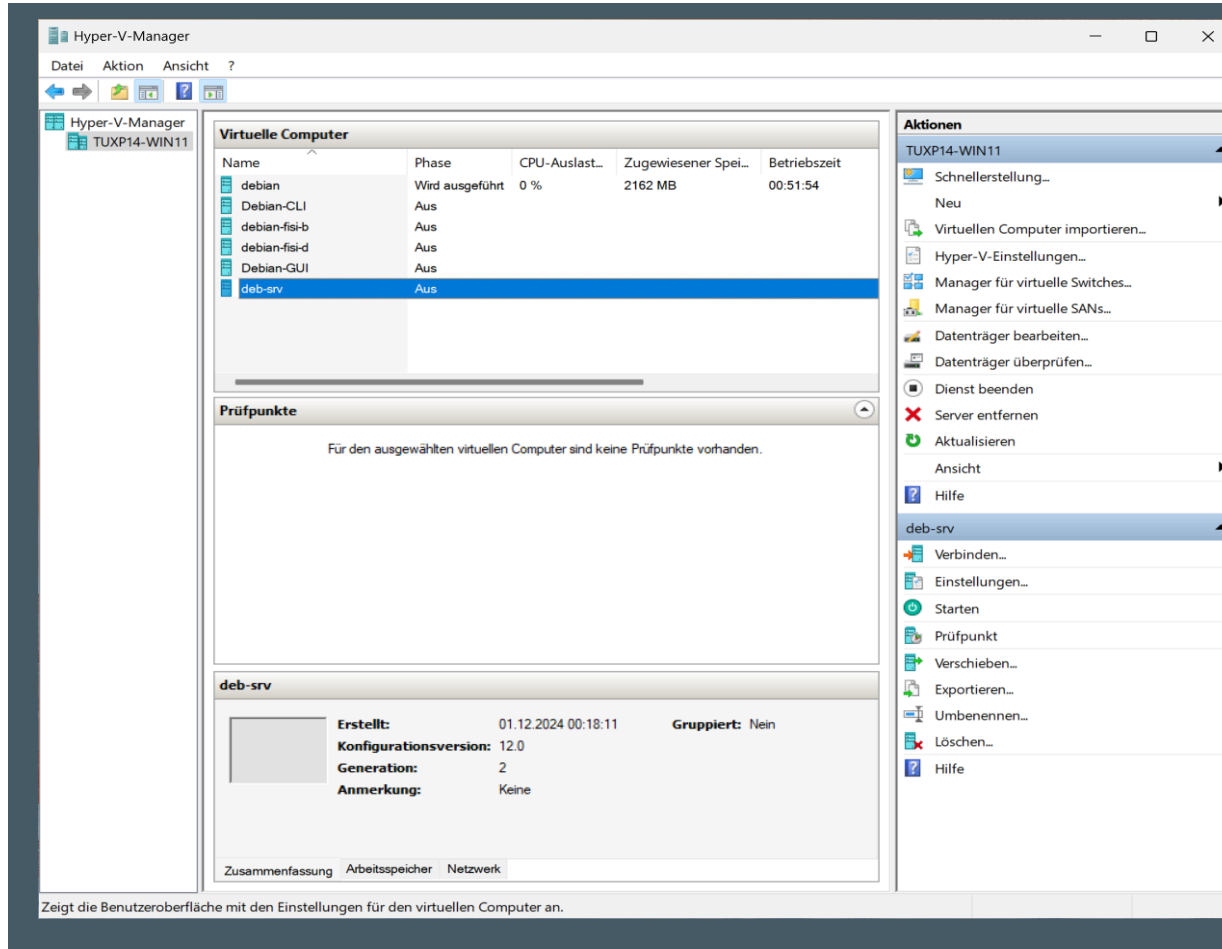 Hyper-V-Manager
Datei Aktion Ansicht ?
Hyper-V-Manager
TUXP14-WIN11
Virtuelle Computer
Name Phase CPU-Auslast... Zugewiesener Spei... Betriebszeit
debian Wird ausgeführt 0 % 2162 MB 00:51:54
Debian-CLI Aus
debian-fisi-b Aus
debian-fisi-d Aus
Debian-GUI Aus
deb-srv Aus
Prüfpunkte
Für den ausgewählten virtuellen Computer sind keine Prüfpunkte vorhanden.
deb-srv
Erstellt: 01.12.2024 00:18:11 Gruppiert: Nein
Konfigurationsversion: 12.0
Generation: 2
Anmerkung: Keine
Zusammenfassung Arbeitsspeicher Netzwerk
Aktionen
TUXP14-WIN11
Schnellerstellung...
Neu
Virtuellen Computer importieren...
Hyper-V-Einstellungen...
Manager für virtuelle Switches...
Manager für virtuelle SANs...
Datenträger bearbeiten...
Datenträger überprüfen...
Dienst beenden
Server entfernen
Aktualisieren
Ansicht
Hilfe
deb-srv
Verbinden...
Einstellungen...
Starten
Prüfpunkt
Verschieben...
Exportieren...
Umbenennen...
Löschen...
Hilfe
Zeigt die Benutzeroberfläche mit den Einstellungen für den virtuellen Computer an.